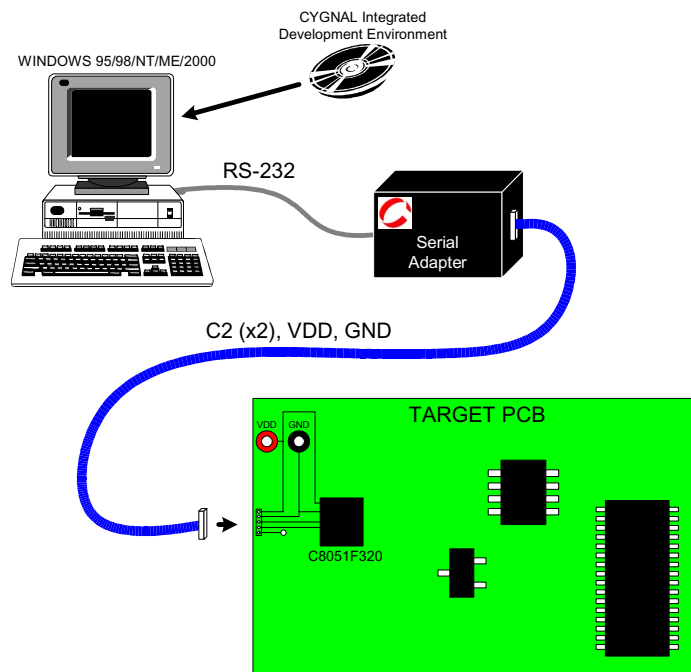 CYGNAL Integrated
Development Environment
WINDOWS 95/98/NT/ME/2000
RS-232
Serial
Adapter
C2 (x2), VDD, GND
TARGET PCB
VDD
GND
C8051F320